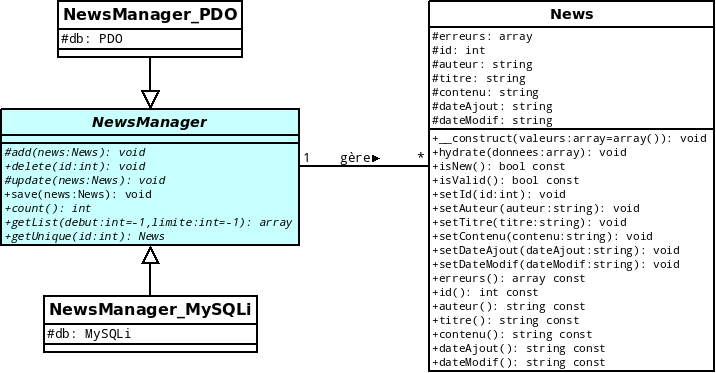 NewsManager_PDO
#db: PDO
NewsManager
#add(news:News): void
+delete(id:int): void
#update(news:News): void
+save(news:News): void
+count(): int
+getList(debut:int=-1,limite:int=-1): array
+getUnique(id:int): News
1 gère *
NewsManager_MySQLi
#db: MySQLi
News
#erreurs: array
#id: int
#auteur: string
#titre: string
#contenu: string
#dateAjout: string
#dateModif: string
+__construct(valeurs:array=array()): void
+hydrate(donnees:array): void
+isNew(): bool const
+isValid(): bool const
+setId(id:int): void
+setAuteur(auteur:string): void
+setTitre(titre:string): void
+setContenu(contenu:string): void
+setDateAjout(dateAjout:string): void
+setDateModif(dateModif:string): void
+erreurs(): array const
+id(): int const
+auteur(): string const
+titre(): string const
+contenu(): string const
+dateAjout(): string const
+dateModif(): string const